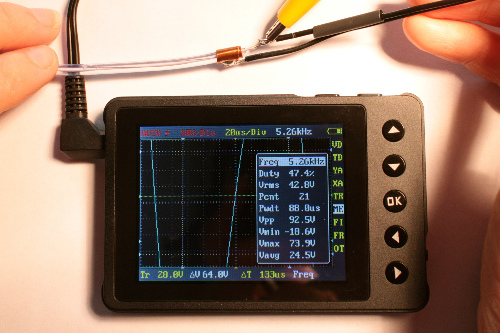 20us/Div 5.26kHz
VD
TD
YA
XA
TR
ME
FI
FR
OT
Freq 5.26kHz
Duty 47.4%
Vrms 42.8V
Pcnt 21
Pwdt 88.0us
Vpp 92.5V
Vmin -18.6V
Vmax 73.9V
Vavg 24.5V
Tr 28.0V ΔV 64.0V ΔT 133us Freq
OK